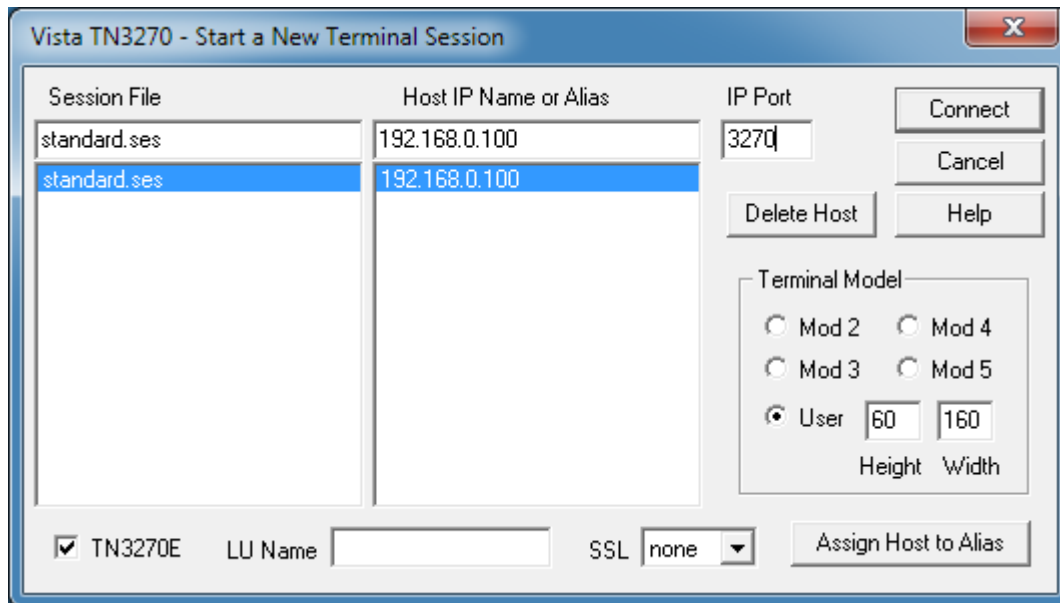 Vista TN3270 - Start a New Terminal Session
Session File Host IP Name or Alias IP Port
Connect
standard.ses 192.168.0.100 3270
Cancel
standard.ses 192.168.0.100
Delete Host Help
Terminal Model
Mod 2 Mod 4
Mod 3 Mod 5
User 60 160
Height Width
TN3270E LU Name SSL none Assign Host to Alias